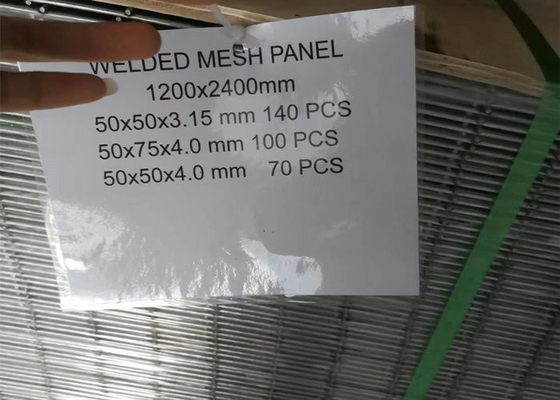 WELDED MESH PANEL
1200x2400mm
50x50x3.15 mm 140 PCS
50x75x4.0 mm 100 PCS
50x50x4.0 mm 70 PCS